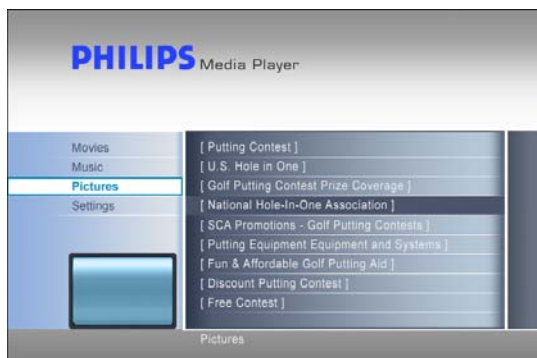 PHILIPS Media Player
Movies
Music
Pictures
Settings
[ Putting Contest ]
[ U.S. Hole in One ]
[ Golf Putting Contest Prize Coverage ]
[ National Hole-In-One Association ]
[ SCA Promotions - Golf Putting Contests ]
[ Putting Equipment Equipment and Systems ]
[ Fun & Affordable Golf Putting Aid ]
[ Discount Putting Contest ]
[ Free Contest ]
Pictures